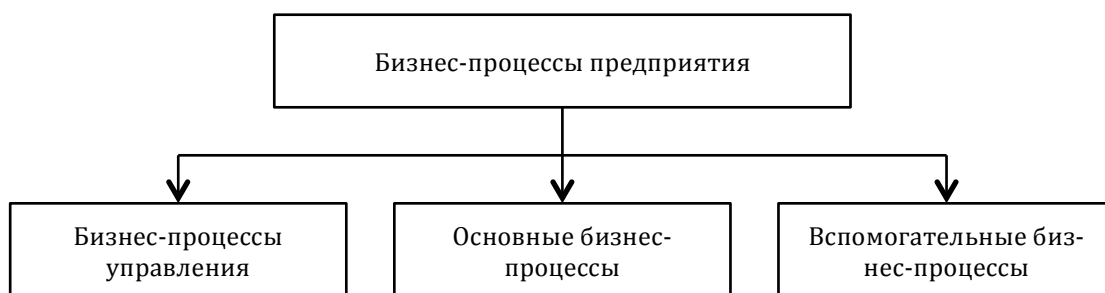 Бизнес-процессы предприятия
Бизнес-процессы
управления
Основные бизнес-
процессы
Вспомогательные биз-
нес-процессы